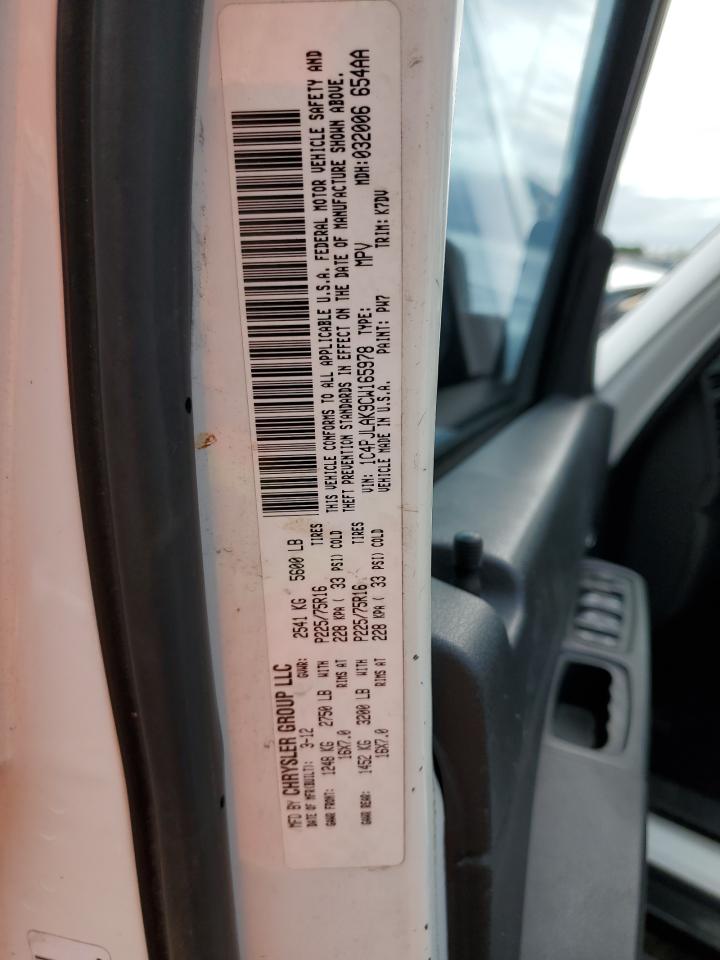 MFD BY CHRYSLER GROUP LLC
DATE OF MFR(BUILT): 3-12 GVWR: 2541 KG 5600 LB
GAWR FRONT: 1248 KG 2750 LB WITH P225/75R16 TIRES
16X7.0 RIMS AT 228 KPA ( 33 PSI) COLD
GAWR REAR: 1452 KG 3200 LB WITH P225/75R16 TIRES
16X7.0 RIMS AT 228 KPA ( 33 PSI) COLD
THIS VEHICLE CONFORMS TO ALL APPLICABLE U.S.A. FEDERAL MOTOR VEHICLE SAFETY AND
THEFT PREVENTION STANDARDS IN EFFECT ON THE DATE OF MANUFACTURE SHOWN ABOVE.
VIN: 1C4PJLAK9CW165978 TYPE: MPV MDH:032006 654AA
VEHICLE MADE IN U.S.A. PAINT: PW7 TRIM: K7DV